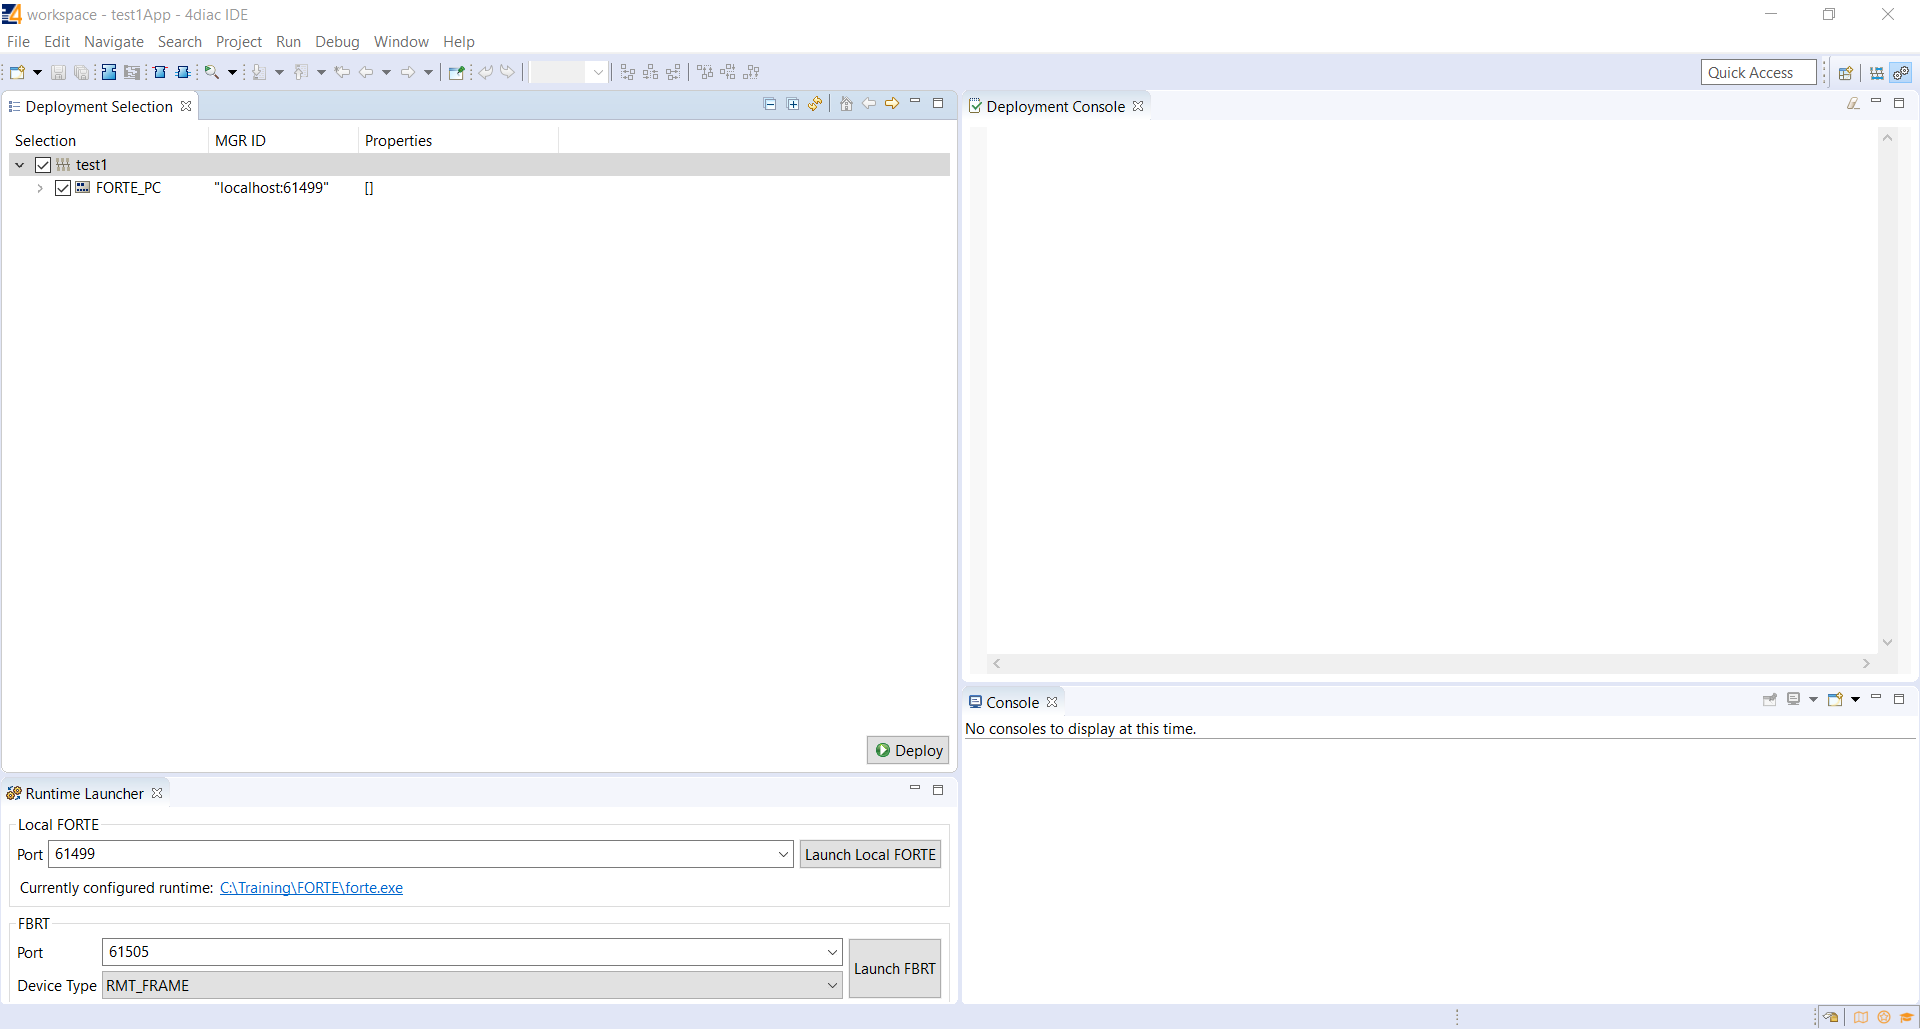 workspace - test1App - 4diac IDE
File Edit Navigate Search Project Run Debug Window Help
Quick Access
Deployment Selection
Selection MGR ID Properties
test1
FORTE_PC "localhost:61499" []
Deploy
Deployment Console
Console
No consoles to display at this time.
Runtime Launcher
Local FORTE
Port 61499 Launch Local FORTE
Currently configured runtime: C:\Training\FORTE\forte.exe
FBRT
Port 61505
Launch FBRT
Device Type RMT_FRAME